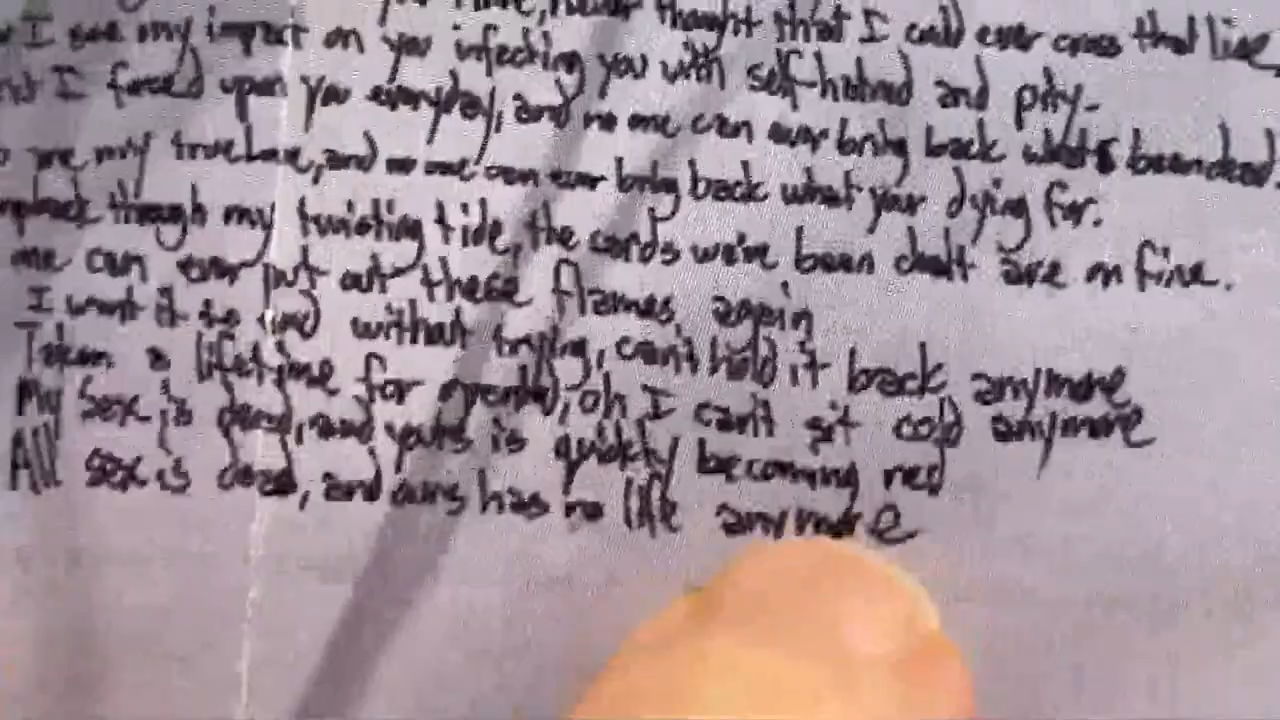 never thought that I could ever cross that line
I see my impact on you infecting you with self-hatred and pity-
I forced upon you everyday, and no one can ever bring back what's been dead.
me my true love, and no one can ever bring back what your dying for.
through my twisting tide, the cards we've been dealt are on fire.
one can ever put out these flames again
I want it to end without trying, can't hold it back anymore
Taken a lifetime for granted, oh I can't sit cold anymore
My sex is dead, and yours is quickly becoming red
All sex is dead, and ours has no life anymore